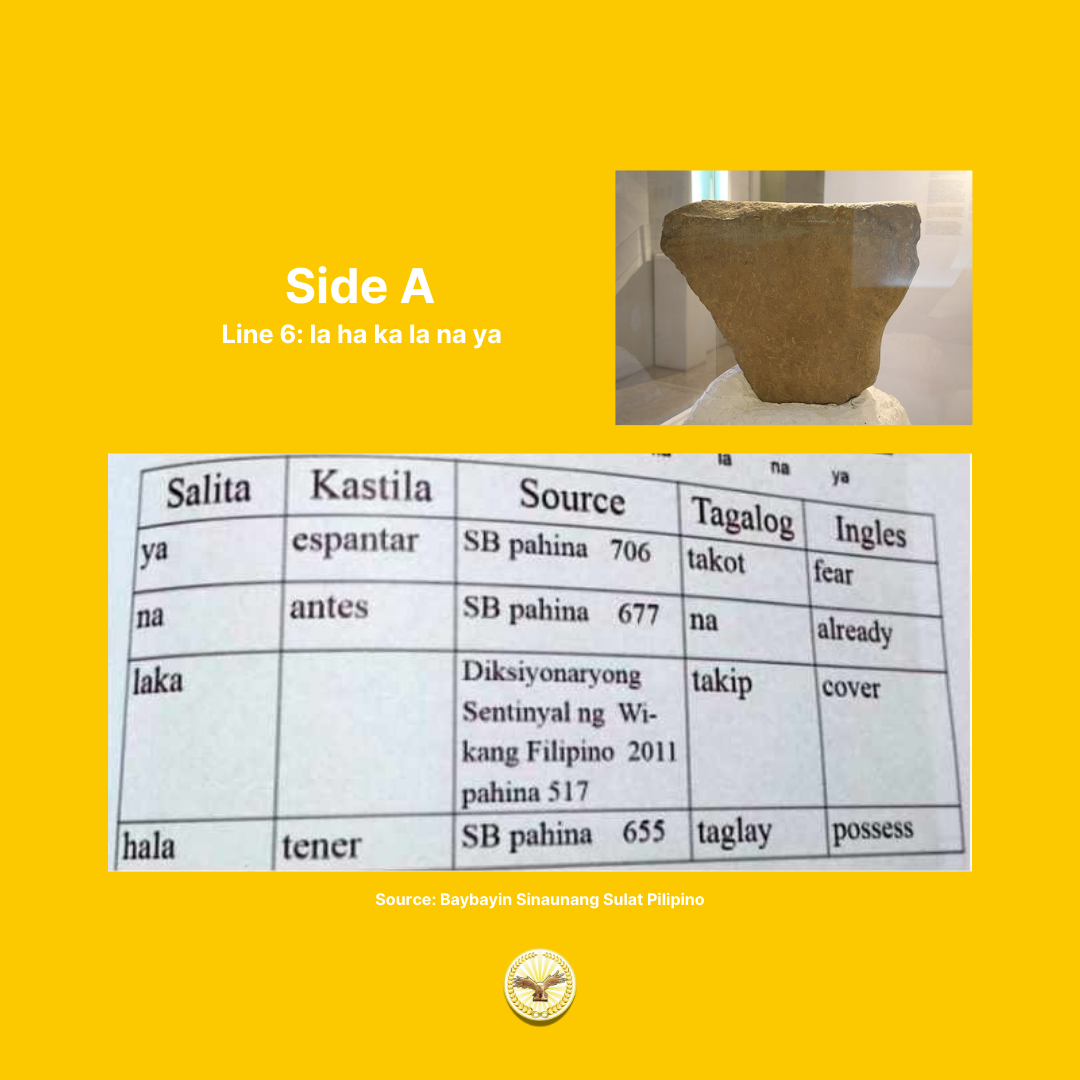 Side A
Line 6: la ha ka la na ya
la na ya
Salita Kastila Source Tagalog Ingles
ya espantar SB pahina 706 takot fear
na antes SB pahina 677 na already
laka Diksiyonaryong takip cover
Sentinyal ng Wi-
kang Filipino 2011
pahina 517
hala tener SB pahina 655 taglay possess
Source: Baybayin Sinaunang Sulat Pilipino